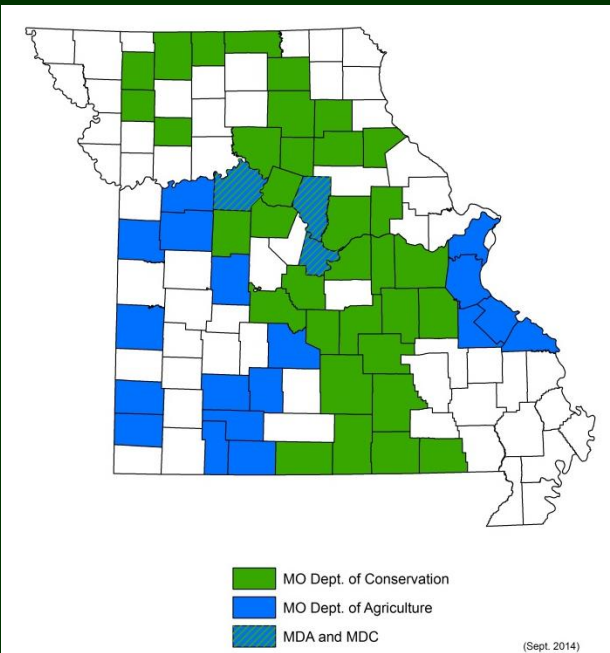 MO Dept. of Conservation
MO Dept. of Agriculture
MDA and MDC
(Sept. 2014)